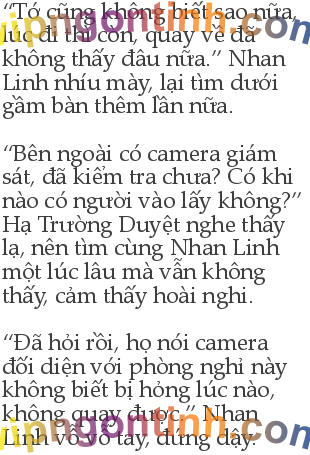 “Tớ cũng không biết sao nữa,
lúc đi thì còn, quay về đã
không thấy đâu nữa.” Nhan
Linh nhíu mày, lại tìm dưới
gầm bàn thêm lần nữa.
“Bên ngoài có camera giám
sát, đã kiểm tra chưa? Có khi
nào có người vào lấy không?”
Hạ Trường Duyệt nghe thấy
lạ, nên tìm cùng Nhan Linh
một lúc lâu mà vẫn không
thấy, cảm thấy hoài nghi.
“Đã hỏi rồi, họ nói camera
đối diện với phòng nghỉ này
không biết bị hỏng lúc nào,
không quay được.” Nhan
Linh vỗ vỗ tay, đứng dậy.
vipngontinh.com
vipngontinh.com